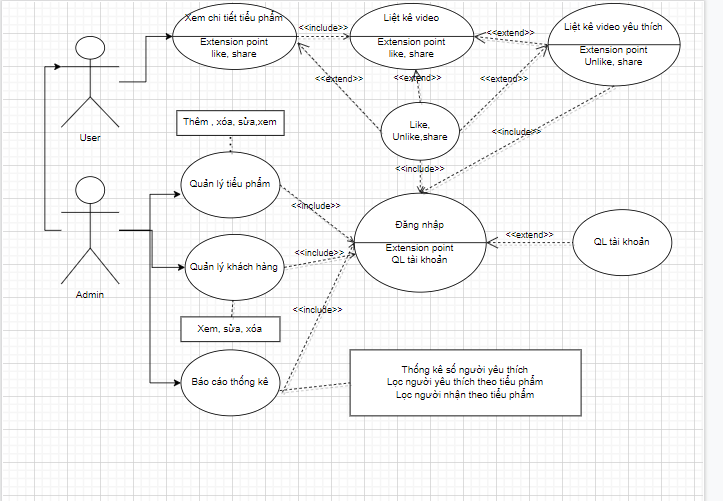 Xem chi tiết tiểu phẩm
Extension point
like, share
<<include>>
Liệt kê video
Extension point
like, share
<<extend>>
Liệt kê video yêu thích
Extension point
Unlike, share
<<extend>>
<<extend>>
<<extend>>
User
Thêm , xóa, sửa,xem
Like,
Unlike,share
<<include>>
<<include>>
Quản lý tiểu phẩm
<<include>>
Đăng nhập
Extension point
QL tài khoản
<<extend>>
QL tài khoản
Admin
Quản lý khách hàng
<<include>>
Xem, sửa, xóa
<<include>>
Báo cáo thống kê
Thống kê số người yêu thích
Lọc người yêu thích theo tiểu phẩm
Lọc người nhận theo tiểu phẩm